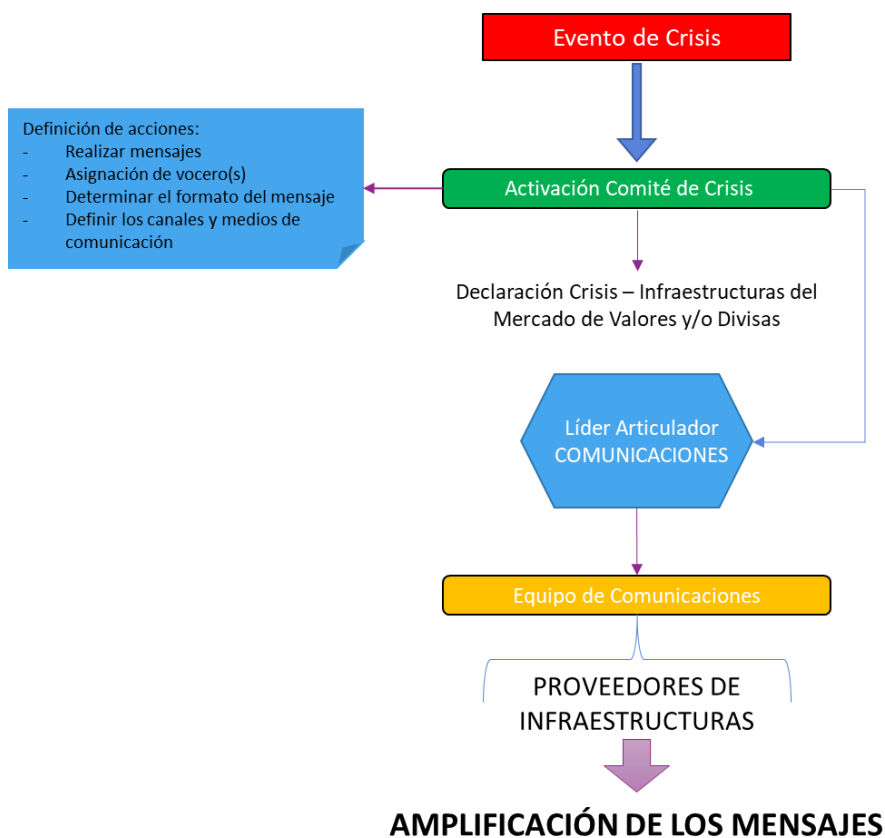 Evento de Crisis
Definición de acciones:
- Realizar mensajes
- Asignación de vocero(s)
- Determinar el formato del mensaje
- Definir los canales y medios de
comunicación
Activación Comité de Crisis
Declaración Crisis – Infraestructuras del
Mercado de Valores y/o Divisas
Líder Articulador
COMUNICACIONES
Equipo de Comunicaciones
PROVEEDORES DE
INFRAESTRUCTURAS
AMPLIFICACIÓN DE LOS MENSAJES